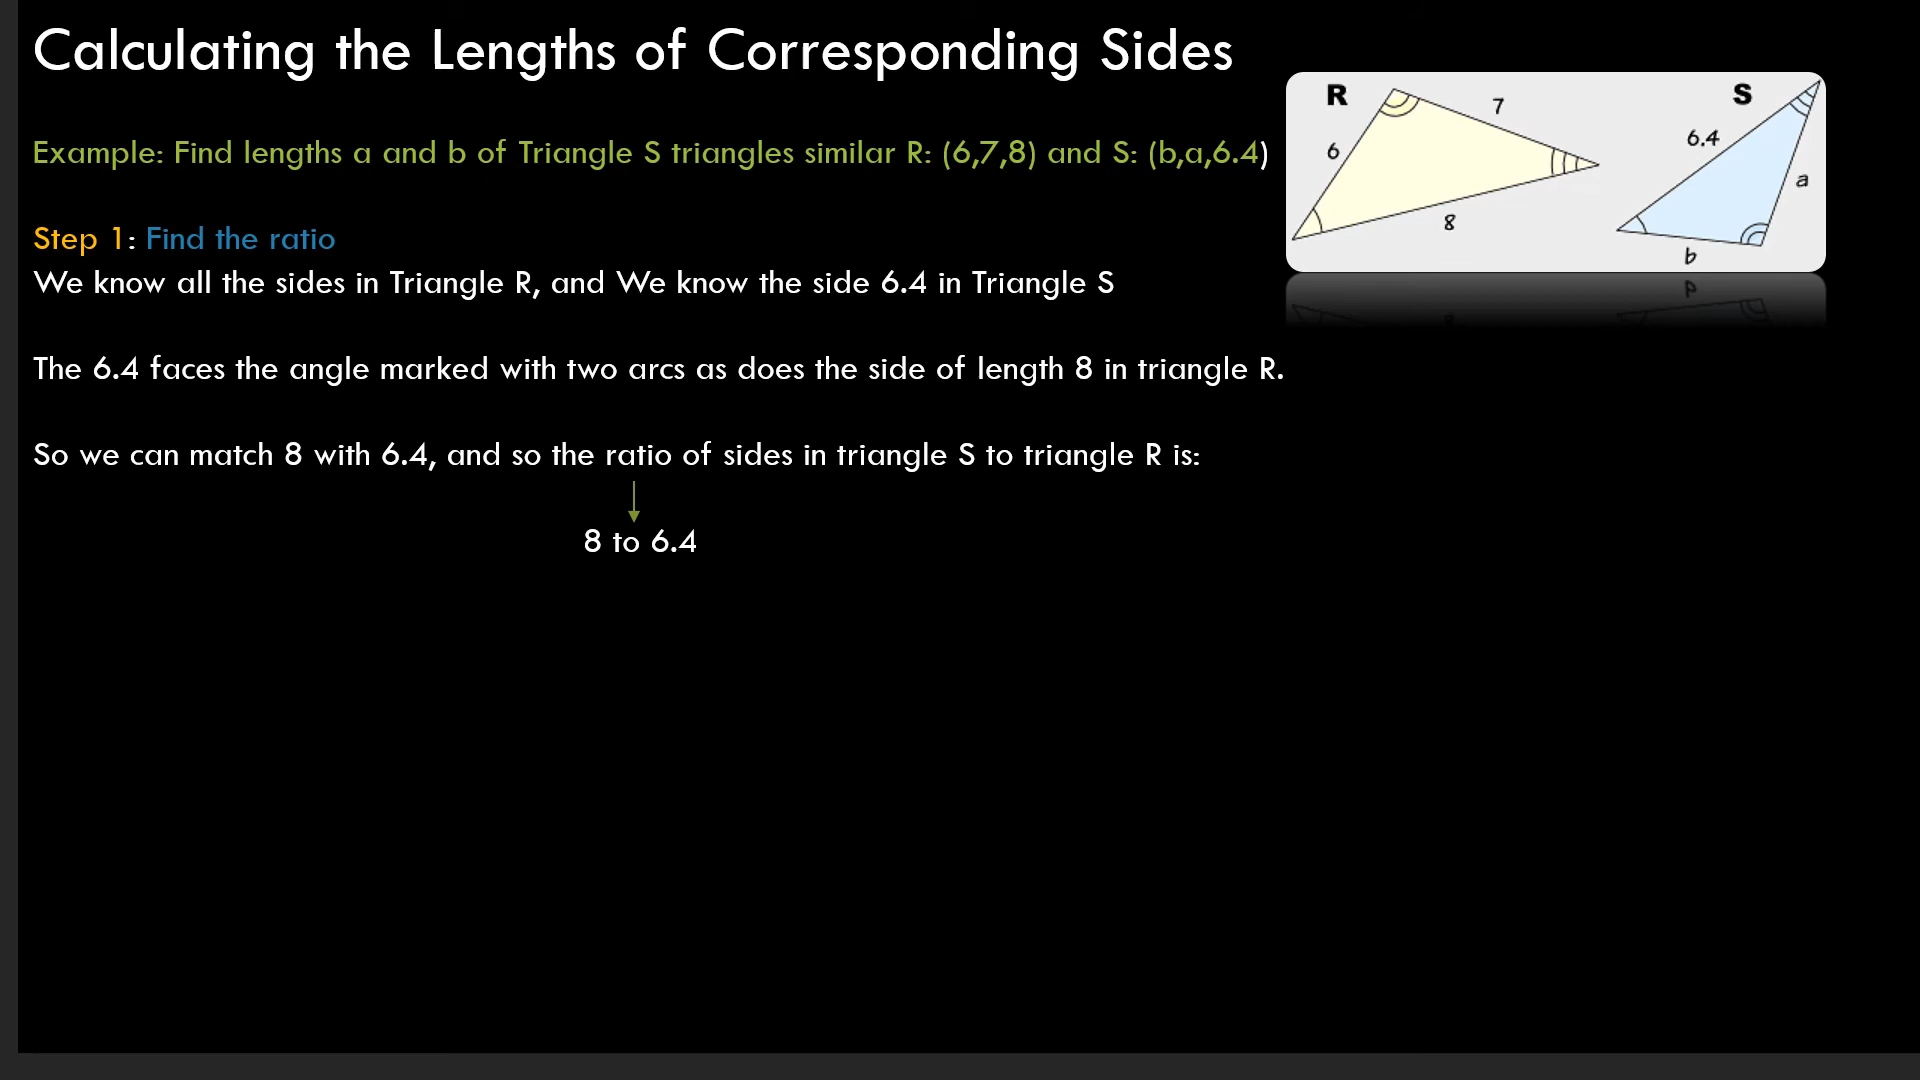 Calculating the Lengths of Corresponding Sides
Example: Find lengths a and b of Triangle S triangles similar R: (6,7,8) and S: (b,a,6.4)
Step 1: Find the ratio
We know all the sides in Triangle R, and We know the side 6.4 in Triangle S
The 6.4 faces the angle marked with two arcs as does the side of length 8 in triangle R.
So we can match 8 with 6.4, and so the ratio of sides in triangle S to triangle R is:
8 to 6.4
R
7
6
8
S
6.4
a
b